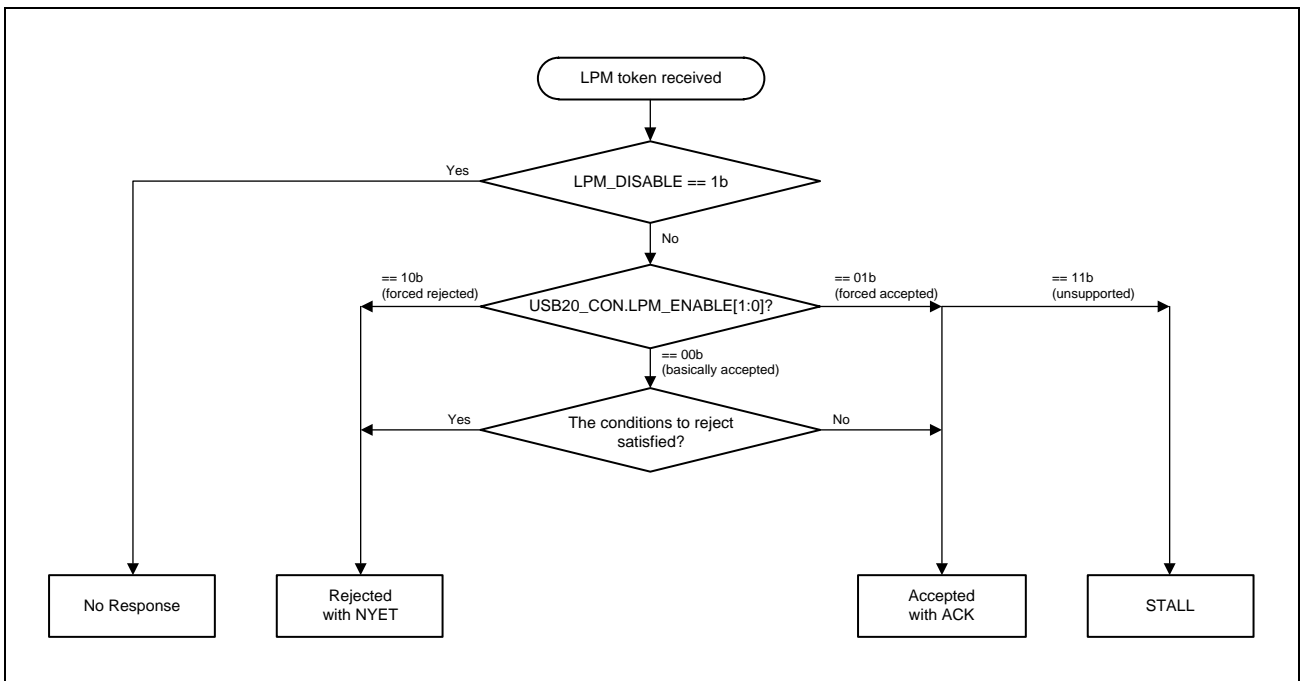 LPM token received
Yes
LPM_DISABLE == 1b
No
== 10b
(forced rejected)
USB20_CON.LPM_ENABLE[1:0]?
== 01b
(forced accepted)
== 11b
(unsupported)
== 00b
(basically accepted)
Yes
The conditions to reject
satisfied?
No
No Response
Rejected
with NYET
Accepted
with ACK
STALL